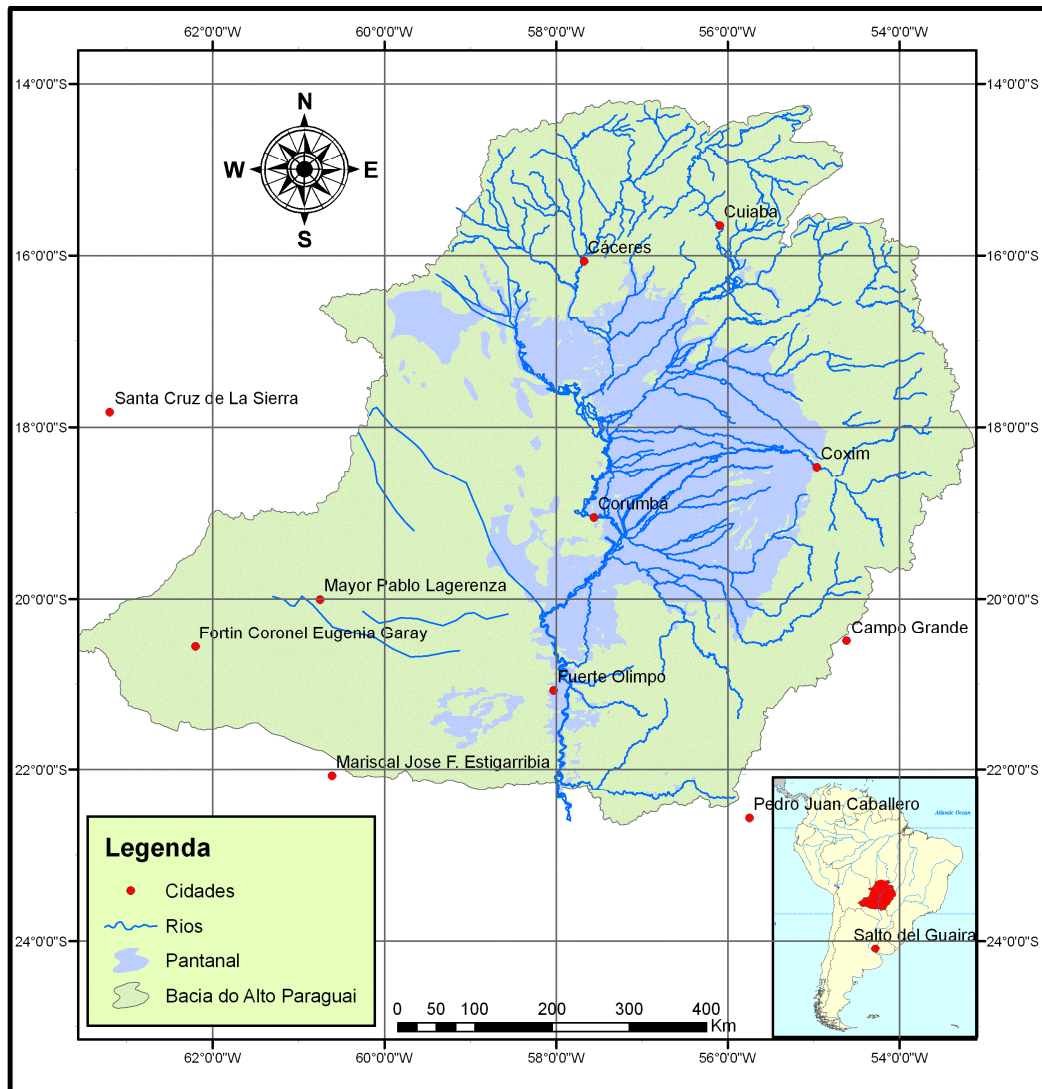 62°0'0"W 60°0'0"W 58°0'0"W 56°0'0"W 54°0'0"W
14°0'0"S 14°0'0"S
N
W E
S
Cuiaba
Cáceres
16°0'0"S 16°0'0"S
Santa Cruz de La Sierra
18°0'0"S 18°0'0"S
Coxim
Corumbá
Mayor Pablo Lagerenza
20°0'0"S 20°0'0"S
Fortin Coronel Eugenia Garay
Campo Grande
Fuerte Olimpo
Mariscal Jose F. Estigarribia
22°0'0"S 22°0'0"S
Pedro Juan Caballero
Atlantic Ocean
Legenda
Cidades
Rios
Pantanal
Bacia do Alto Paraguai
Salto del Guaira
24°0'0"S 24°0'0"S
0 50 100 200 300 400
Km
62°0'0"W 60°0'0"W 58°0'0"W 56°0'0"W 54°0'0"W